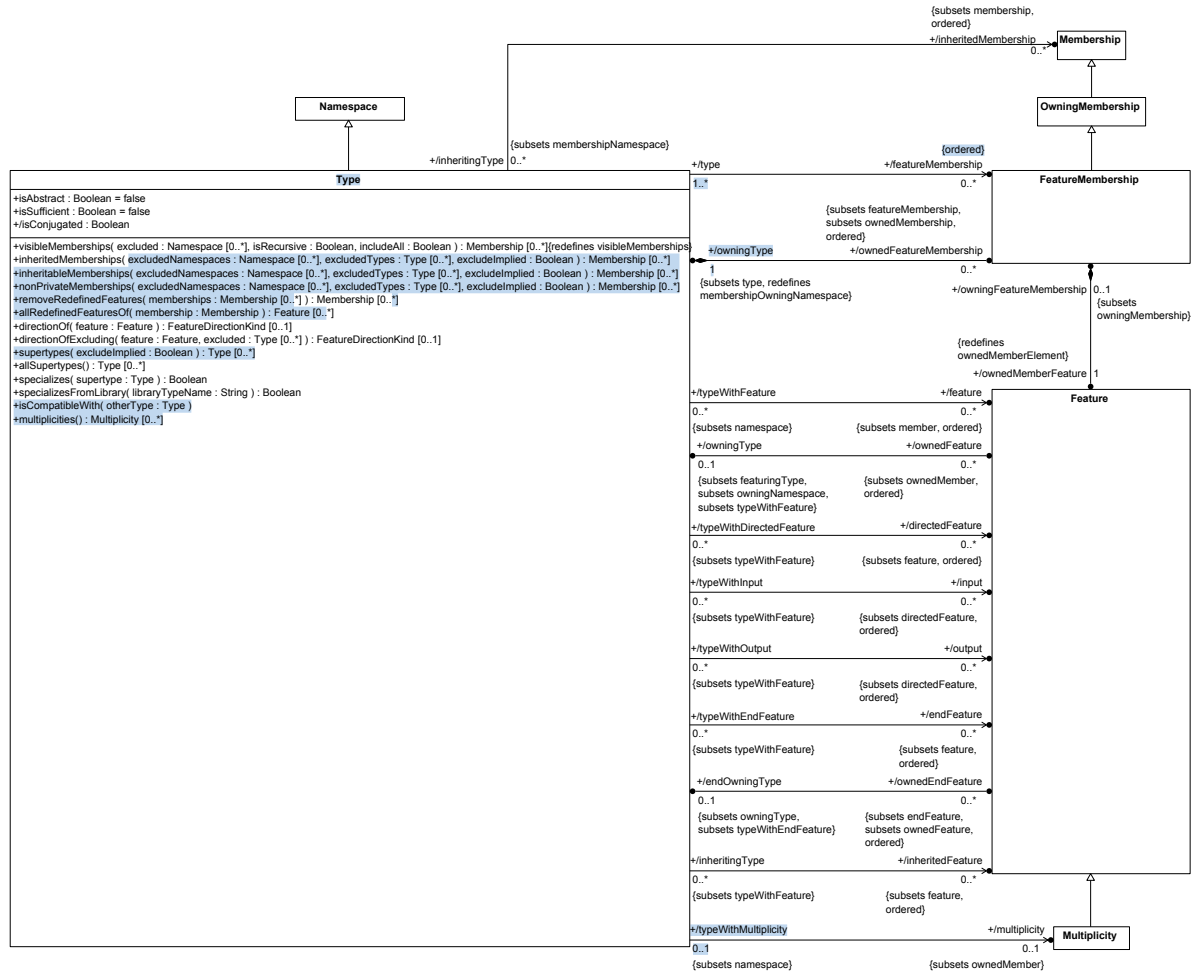 {subsets membership,
ordered}
+/inheritedMembership
0..*
Membership
Namespace
OwningMembership
{subsets membershipNamespace}
+/inheritingType
0..*
Type
+isAbstract : Boolean = false
+isSufficient : Boolean = false
+/isConjugated : Boolean
+visibleMemberships( excluded : Namespace [0..*], isRecursive : Boolean, includeAll : Boolean ) : Membership [0..*]{redefines visibleMemberships}
+inheritedMemberships( excludedNamespaces : Namespace [0..*], excludedTypes : Type [0..*], excludeImplied : Boolean ) : Membership [0..*]
+inheritableMemberships( excludedNamespaces : Namespace [0..*], excludedTypes : Type [0..*], excludeImplied : Boolean ) : Membership [0..*]
+nonPrivateMemberships( excludedNamespaces : Namespace [0..*], excludedTypes : Type [0..*], excludeImplied : Boolean ) : Membership [0..*]
+removeRedefinedFeatures( memberships : Membership [0..*] ) : Membership [0..*]
+allRedefinedFeaturesOf( membership : Membership ) : Feature [0..*]
+directionOf( feature : Feature ) : FeatureDirectionKind [0..1]
+directionOfExcluding( feature : Feature, excluded : Type [0..*] ) : FeatureDirectionKind [0..1]
+supertypes( excludeImplied : Boolean ) : Type [0..*]
+allSupertypes() : Type [0..*]
+specializes( supertype : Type ) : Boolean
+specializesFromLibrary( libraryTypeName : String ) : Boolean
+isCompatibleWith( otherType : Type )
+multiplicities() : Multiplicity [0..*]
{ordered}
+/type
+/featureMembership
1..*
0..*
FeatureMembership
{subsets featureMembership,
subsets ownedMembership,
ordered}
+/owningType
+/ownedFeatureMembership
1
0..*
{subsets type, redefines
membershipOwningNamespace}
+/owningFeatureMembership
0..1
{subsets
owningMembership}
{redefines
ownedMemberElement}
+/ownedMemberFeature
1
Feature
+/typeWithFeature
+/feature
0..*
0..*
{subsets namespace}
{subsets member, ordered}
+/owningType
+/ownedFeature
0..1
0..*
{subsets featuringType,
subsets owningNamespace,
subsets typeWithFeature}
{subsets ownedMember,
ordered}
+/typeWithDirectedFeature
+/directedFeature
0..*
0..*
{subsets typeWithFeature}
{subsets feature, ordered}
+/typeWithInput
+/input
0..*
0..*
{subsets typeWithFeature}
{subsets directedFeature,
ordered}
+/typeWithOutput
+/output
0..*
0..*
{subsets typeWithFeature}
{subsets directedFeature,
ordered}
+/typeWithEndFeature
+/endFeature
0..*
0..*
{subsets typeWithFeature}
{subsets feature,
ordered}
+/endOwningType
+/ownedEndFeature
0..1
0..*
{subsets owningType,
subsets typeWithEndFeature}
{subsets endFeature,
subsets ownedFeature,
ordered}
+/inheritingType
+/inheritedFeature
0..*
0..*
{subsets typeWithFeature}
{subsets feature,
ordered}
+/typeWithMultiplicity
+/multiplicity
0..1
0..1
{subsets namespace}
{subsets ownedMember}
Multiplicity